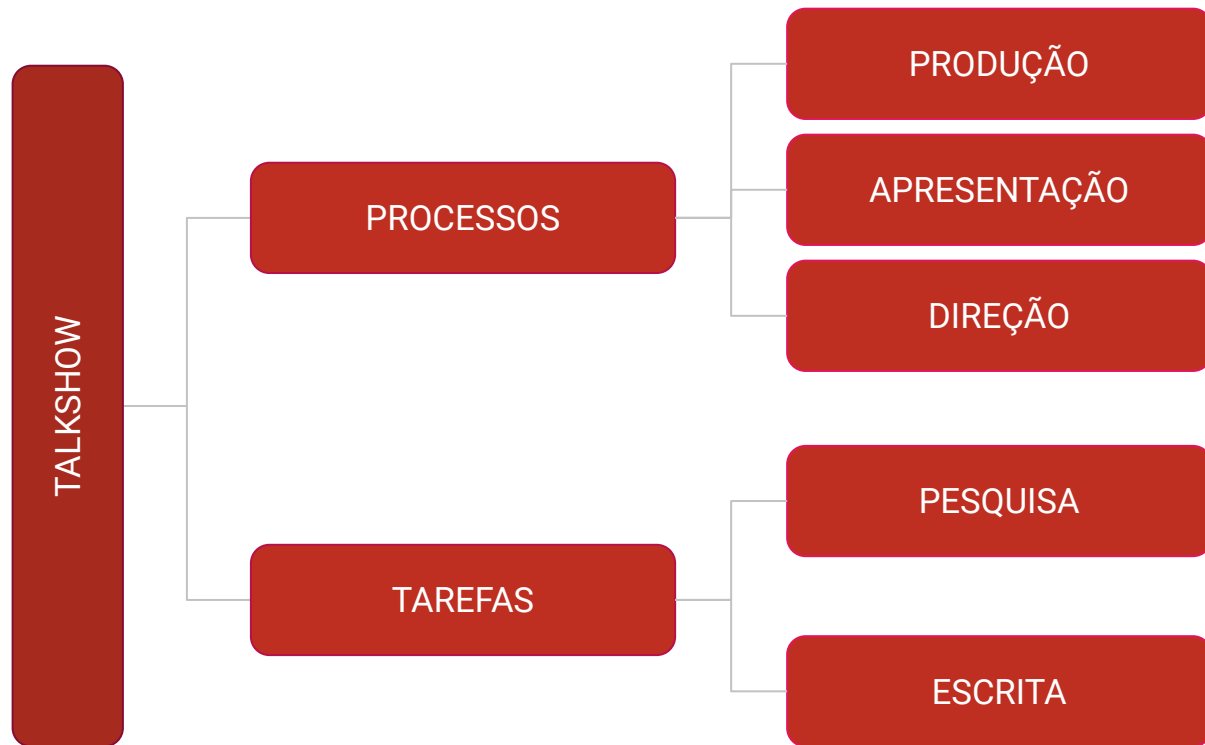 TALKSHOW
PROCESSOS
PRODUÇÃO
APRESENTAÇÃO
DIREÇÃO
TAREFAS
PESQUISA
ESCRITA